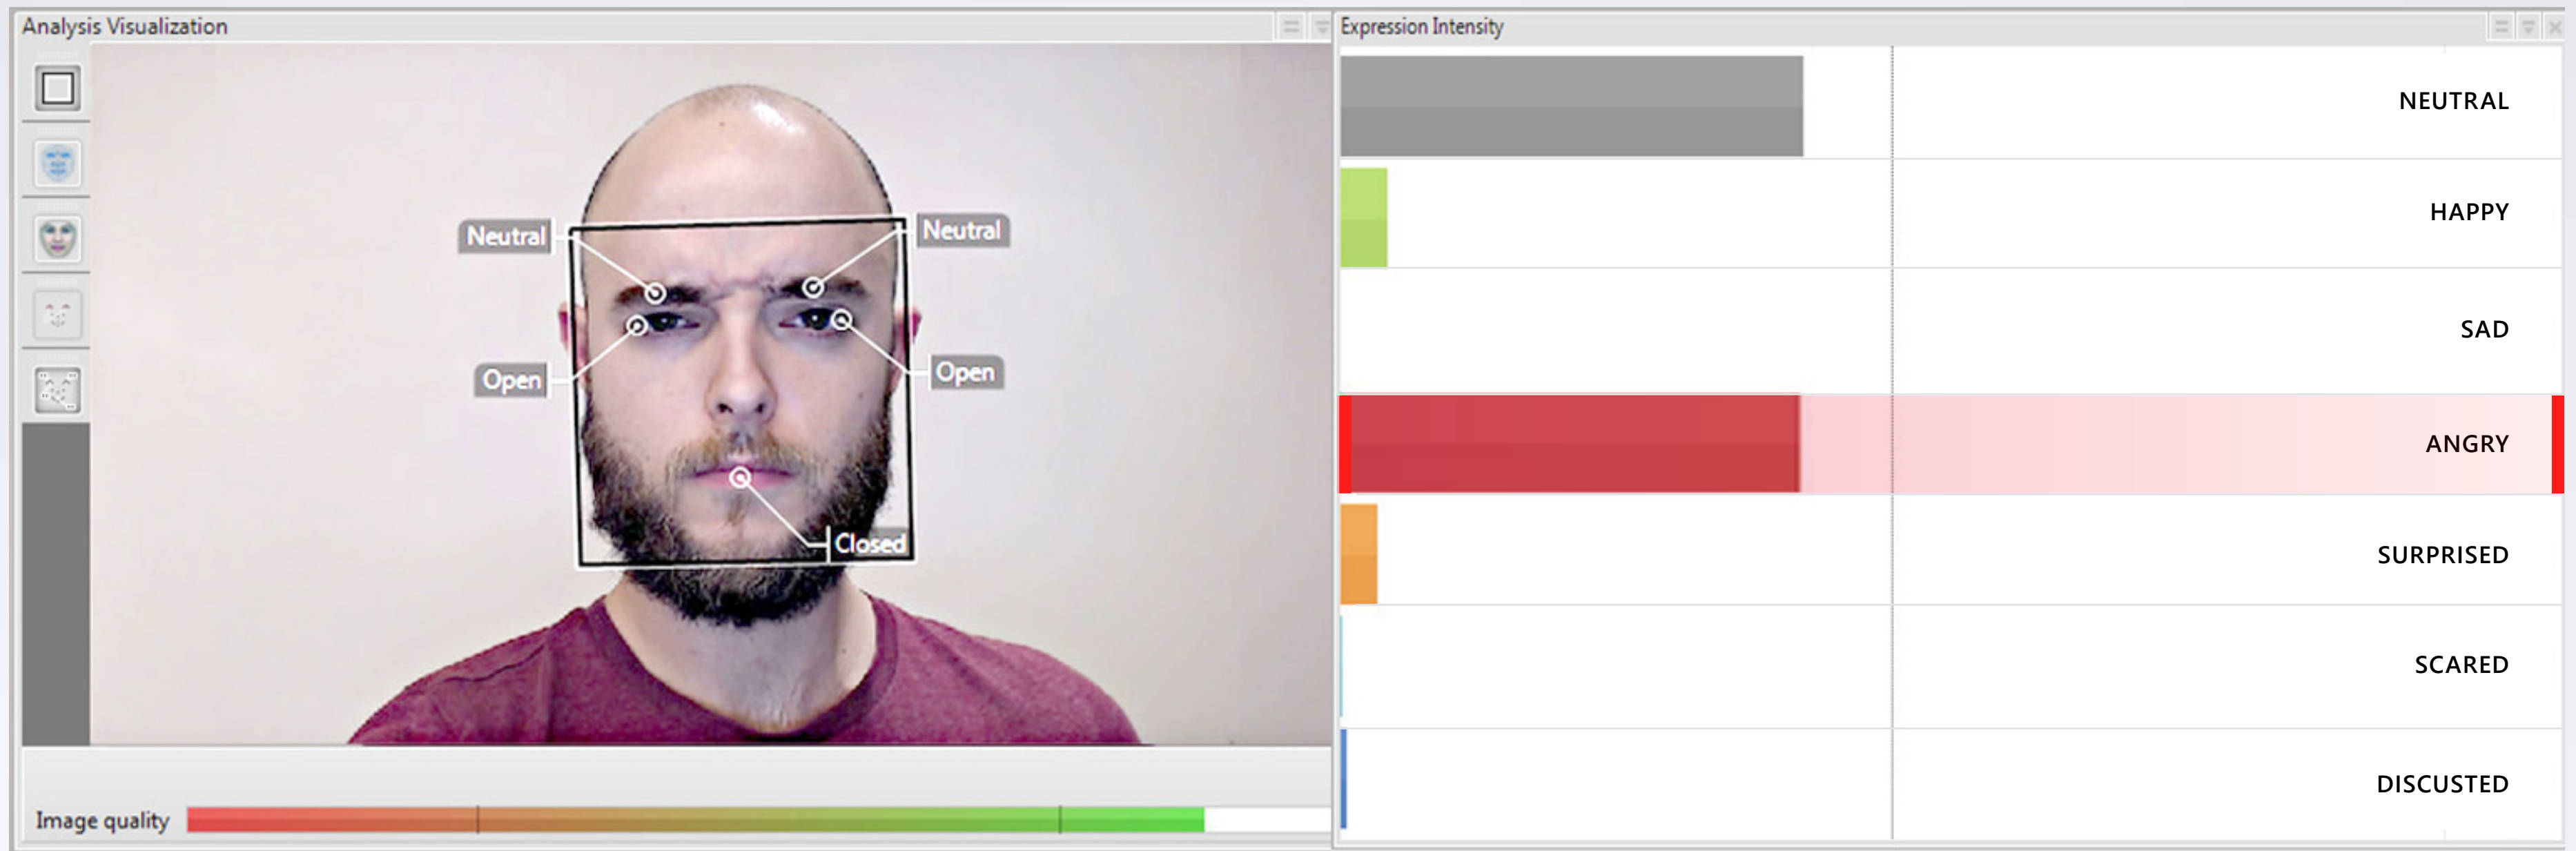 Analysis Visualization
Neutral
Neutral
Open
Open
Closed
Image quality
Expression Intensity
NEUTRAL
HAPPY
SAD
ANGRY
SURPRISED
SCARED
DISCUSTED